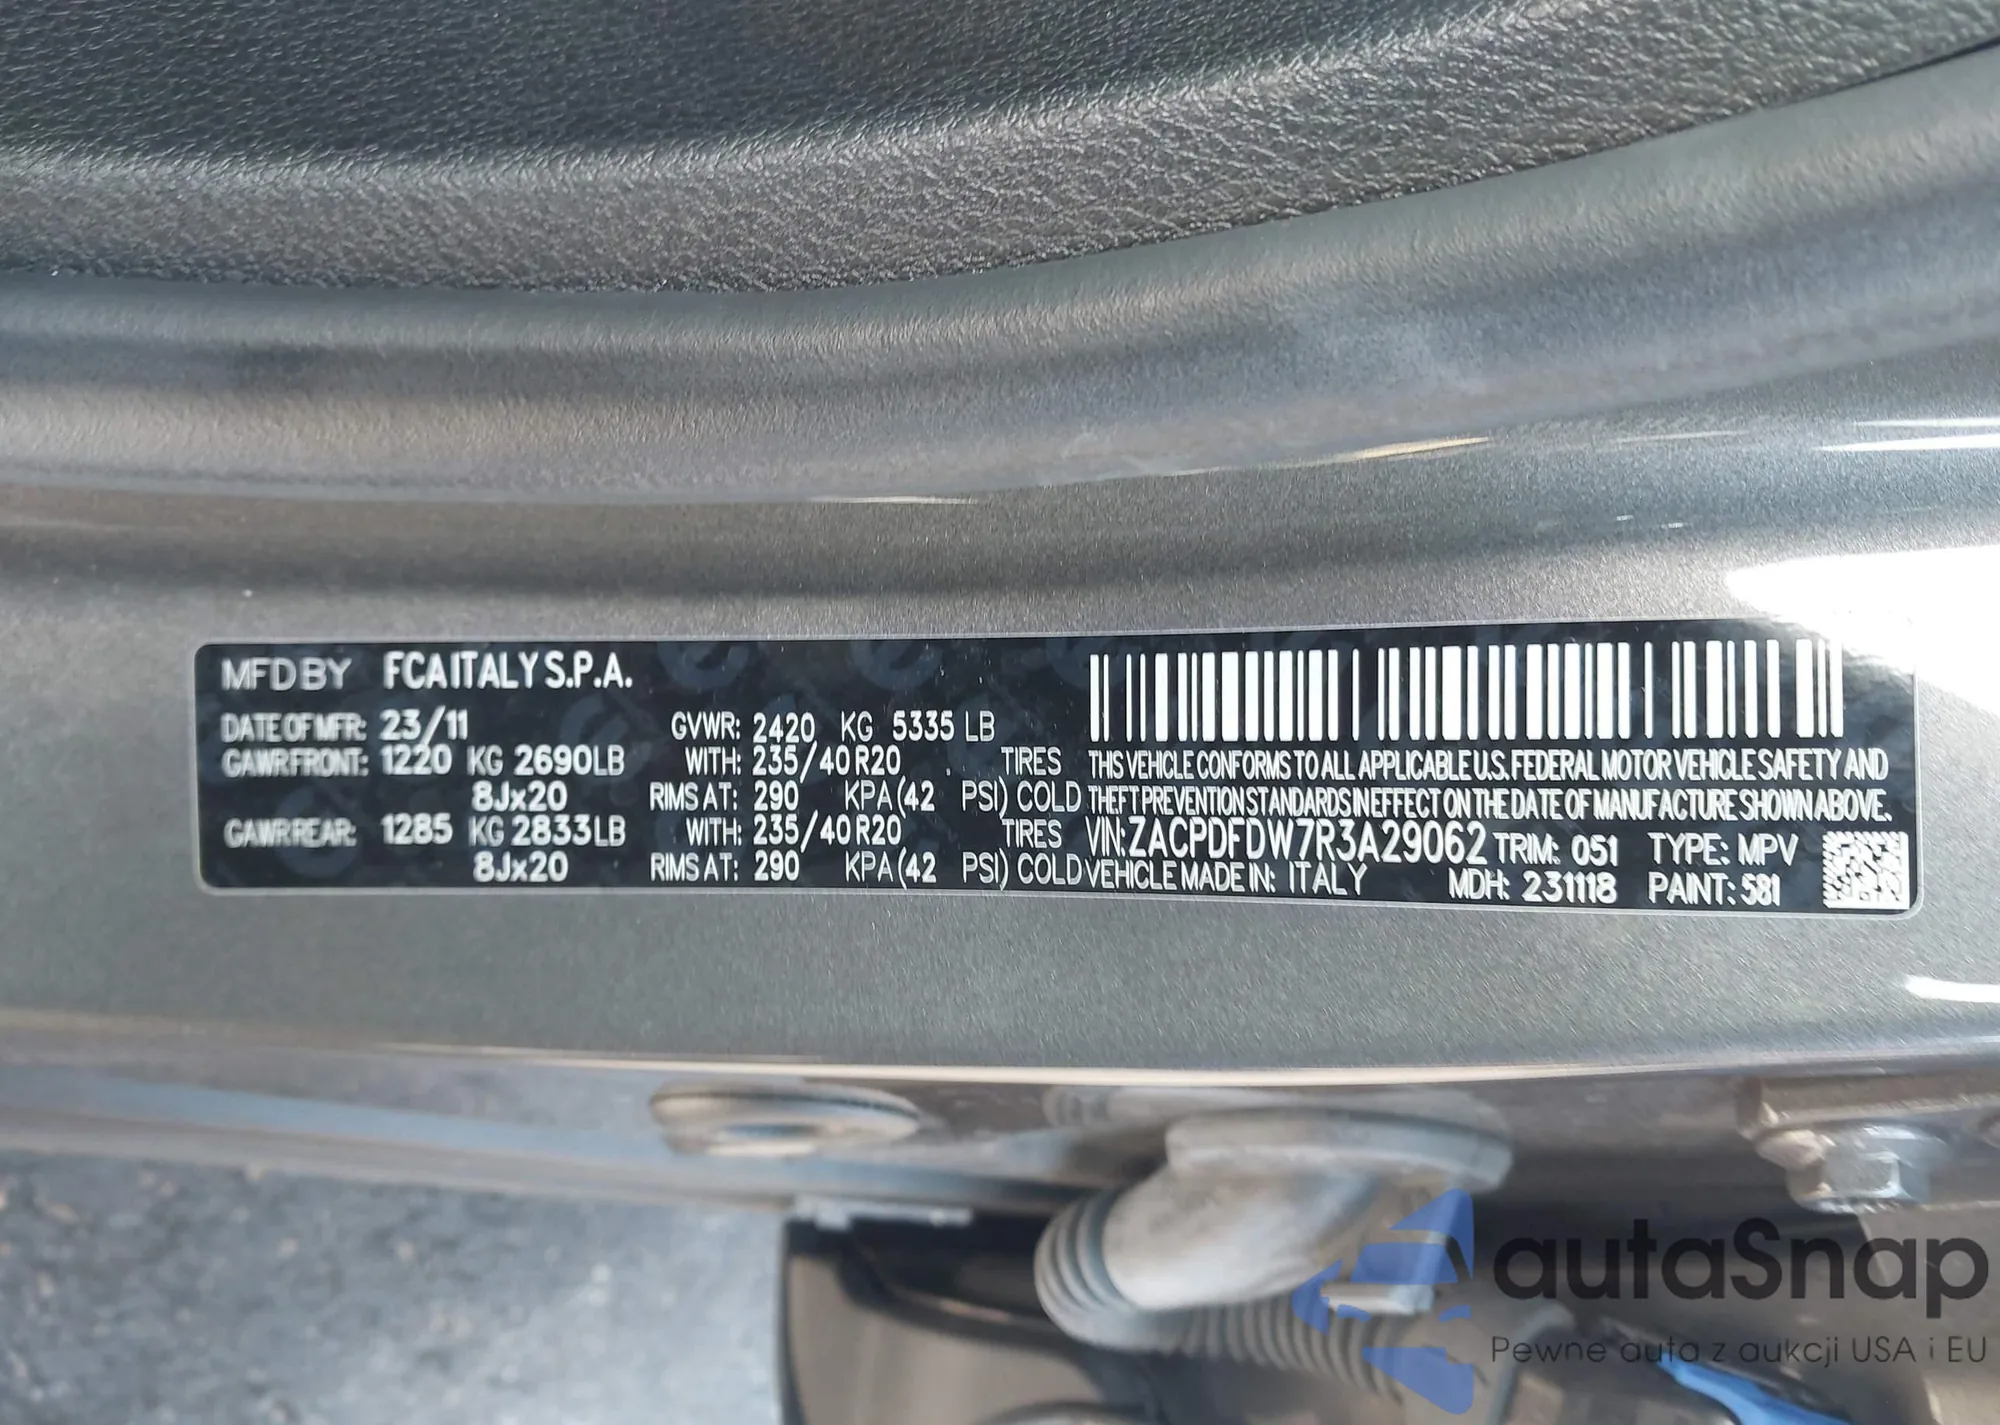 MFD BY FCA ITALY S.P.A.
DATE OF MFR: 23/11 GVWR: 2420 KG 5335 LB
GAWR FRONT: 1220 KG 2690 LB WITH: 235/40 R20 TIRES
8Jx20 RIMS AT: 290 KPA (42 PSI) COLD
GAWR REAR: 1285 KG 2833 LB WITH: 235/40 R20 TIRES
8Jx20 RIMS AT: 290 KPA (42 PSI) COLD
THIS VEHICLE CONFORMS TO ALL APPLICABLE U.S. FEDERAL MOTOR VEHICLE SAFETY AND
THEFT PREVENTION STANDARDS IN EFFECT ON THE DATE OF MANUFACTURE SHOWN ABOVE.
VIN: ZACPDFDW7R3A29062 TRIM: 051 TYPE: MPV
VEHICLE MADE IN: ITALY MDH: 231118 PAINT: 581
autaSnap
Pewne auta z aukcji USA i EU